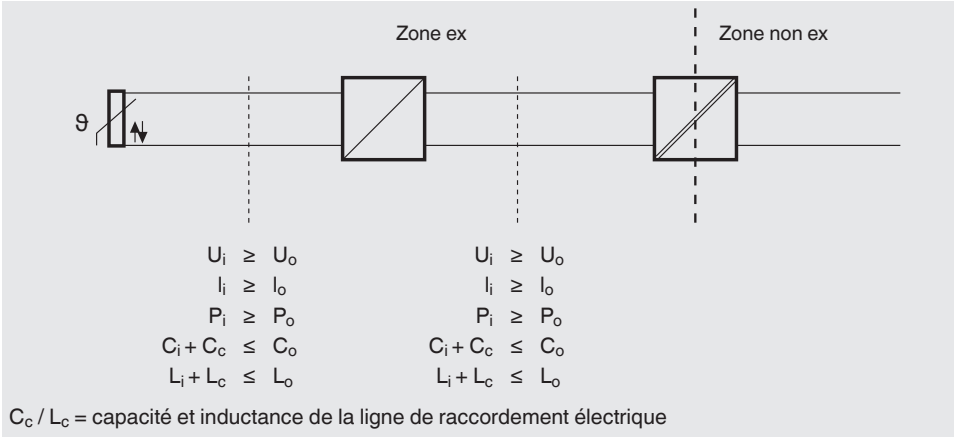 Zone ex
Zone non ex
ϑ
Uᵢ ≥ Uₒ
Iᵢ ≥ Iₒ
Pᵢ ≥ Pₒ
Cᵢ + C꜀ ≤ Cₒ
Lᵢ + L꜀ ≤ Lₒ
Uᵢ ≥ Uₒ
Iᵢ ≥ Iₒ
Pᵢ ≥ Pₒ
Cᵢ + C꜀ ≤ Cₒ
Lᵢ + L꜀ ≤ Lₒ
C꜀ / L꜀ = capacité et inductance de la ligne de raccordement électrique